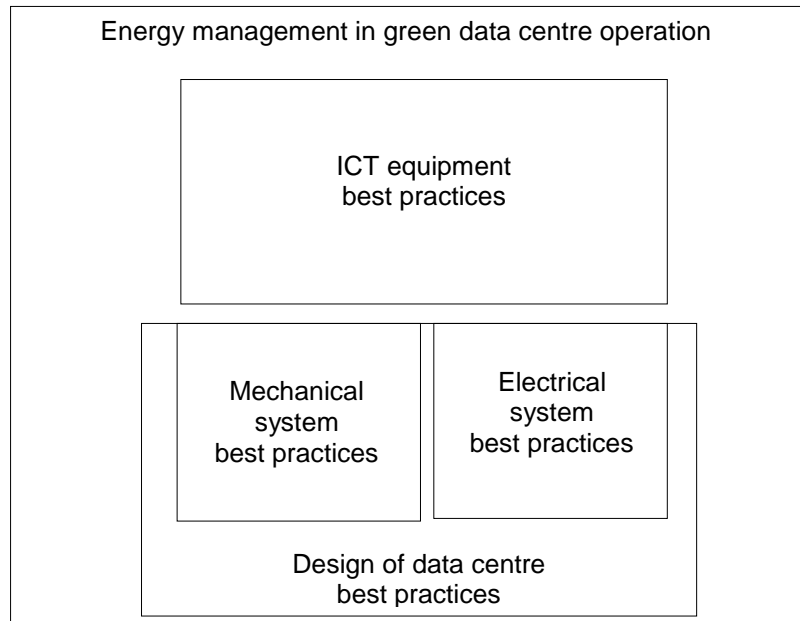 Energy management in green data centre operation
ICT equipment
best practices
Mechanical
system
best practices
Electrical
system
best practices
Design of data centre
best practices